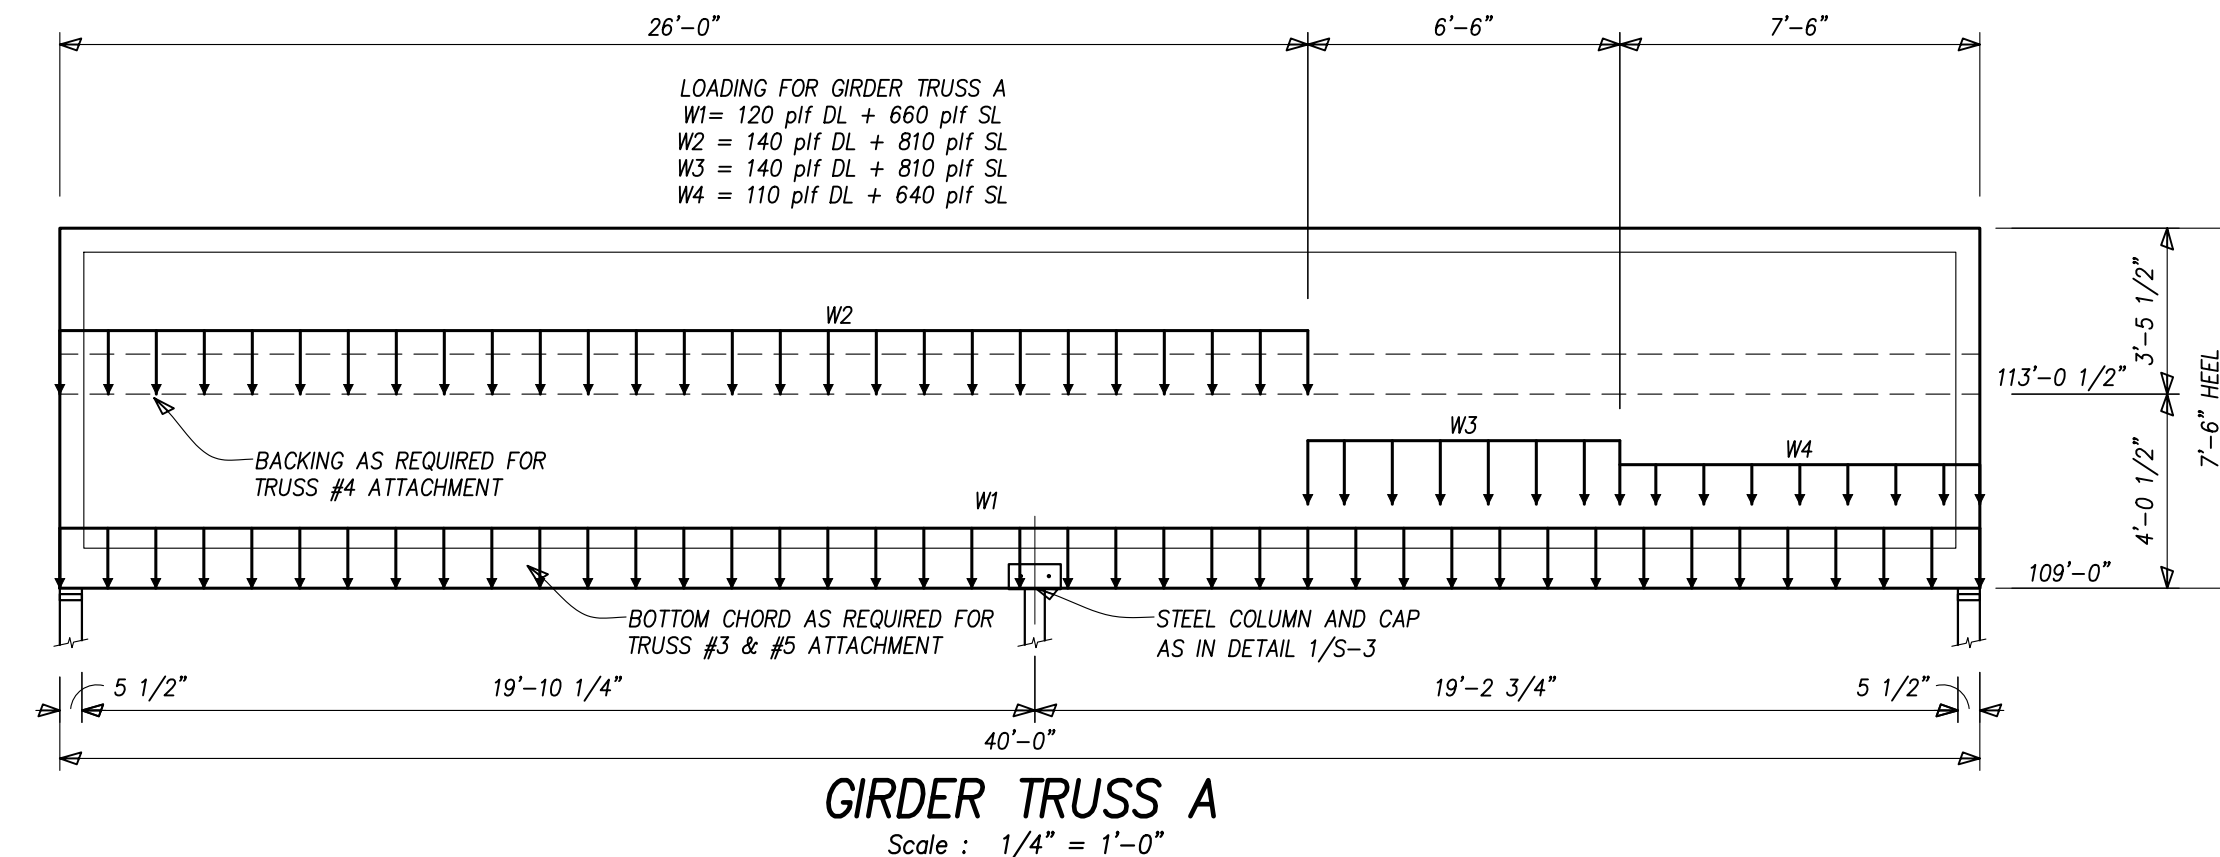 26'-0"
6'-6"
7'-6"
LOADING FOR GIRDER TRUSS A
W1= 120 plf DL + 660 plf SL
W2 = 140 plf DL + 810 plf SL
W3 = 140 plf DL + 810 plf SL
W4 = 110 plf DL + 640 plf SL
W2
3'-5 1/2"
113'-0 1/2"
7'-6" HEEL
W3
W4
BACKING AS REQUIRED FOR
TRUSS #4 ATTACHMENT
W1
4'-0 1/2"
109'-0"
BOTTOM CHORD AS REQUIRED FOR
TRUSS #3 & #5 ATTACHMENT
STEEL COLUMN AND CAP
AS IN DETAIL 1/S-3
5 1/2"
19'-10 1/4"
19'-2 3/4"
5 1/2"
40'-0"
GIRDER TRUSS A
Scale : 1/4" = 1'-0"